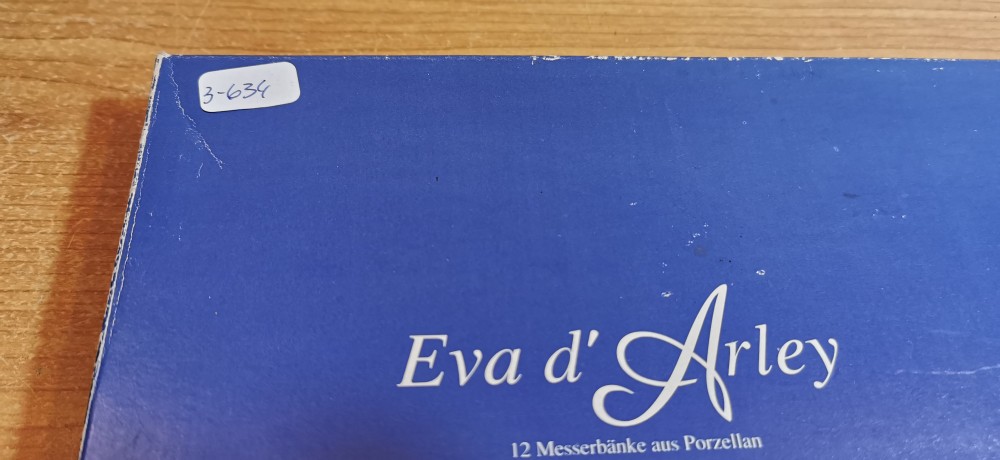 3-634
Eva d' Arley
12 Messerbänke aus Porzellan